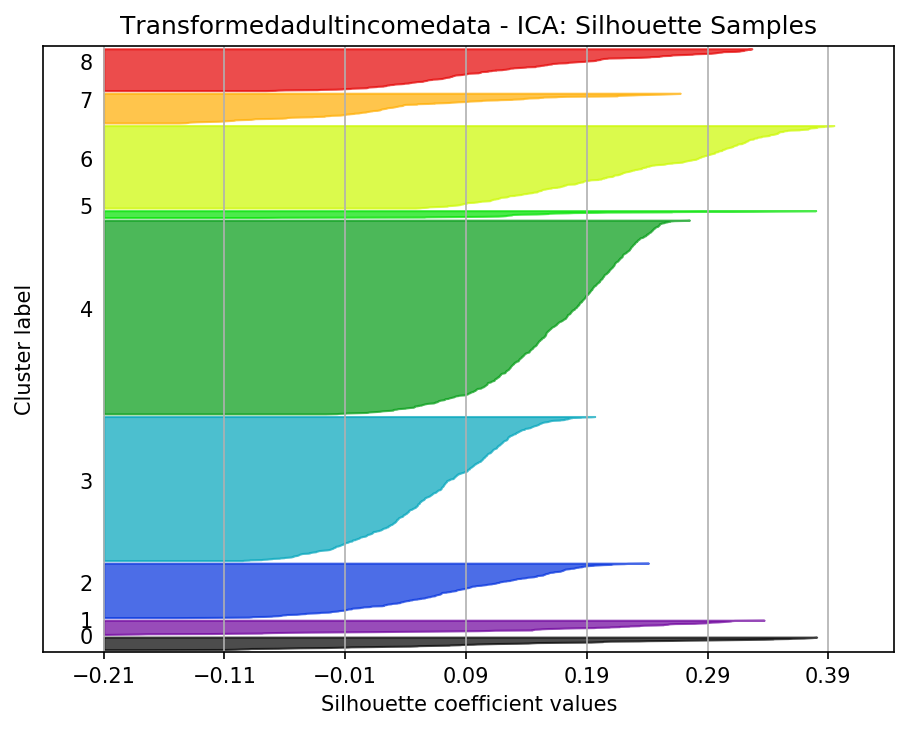 Transformedadultincomedata - ICA: Silhouette Samples
8
7
6
5
4
3
2
1
0
Cluster label
−0.21 −0.11 −0.01 0.09 0.19 0.29 0.39
Silhouette coefficient values